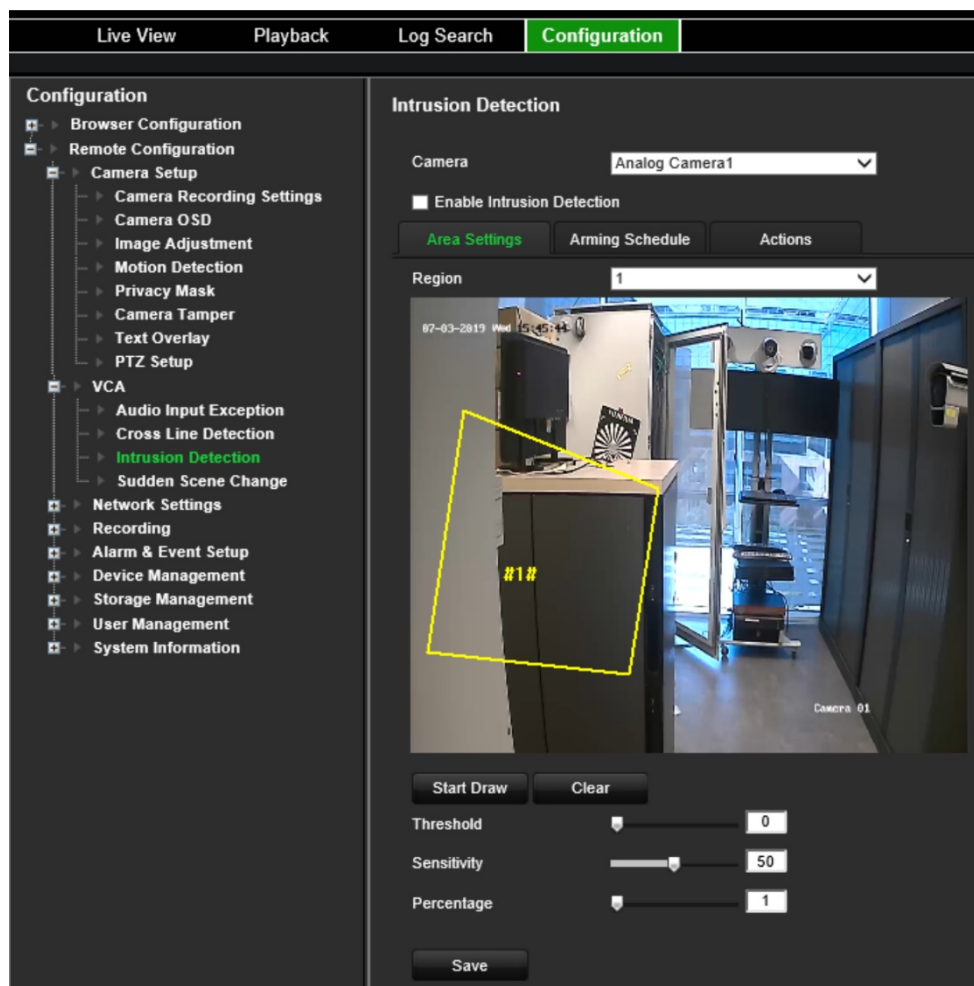 Live View Playback Log Search Configuration
Configuration
Browser Configuration
Remote Configuration
Camera Setup
Camera Recording Settings
Camera OSD
Image Adjustment
Motion Detection
Privacy Mask
Camera Tamper
Text Overlay
PTZ Setup
VCA
Audio Input Exception
Cross Line Detection
Intrusion Detection
Sudden Scene Change
Network Settings
Recording
Alarm & Event Setup
Device Management
Storage Management
User Management
System Information
Intrusion Detection
Camera Analog Camera1
Enable Intrusion Detection
Area Settings Arming Schedule Actions
Region 1
07-03-2019 Wed 15:45:44
#1#
Camera 01
Start Draw Clear
Threshold 0
Sensitivity 50
Percentage 1
Save